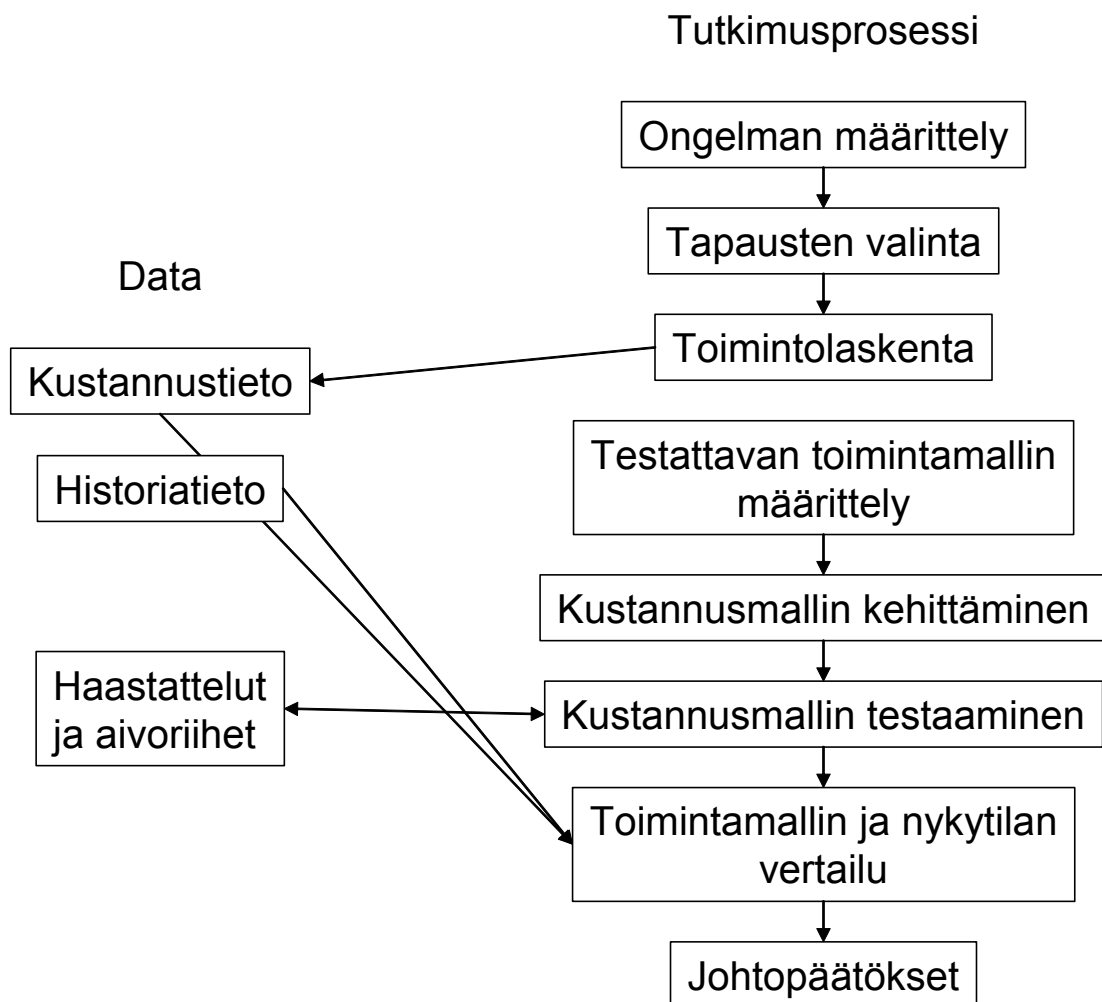 Tutkimusprosessi
Ongelman määrittely
Tapausten valinta
Data
Toimintolaskenta
Kustannustieto
Testattavan toimintamallin
määrittely
Historiatieto
Kustannusmallin kehittäminen
Haastattelut
ja aivoriihet
Kustannusmallin testaaminen
Toimintamallin ja nykytilan
vertailu
Johtopäätökset